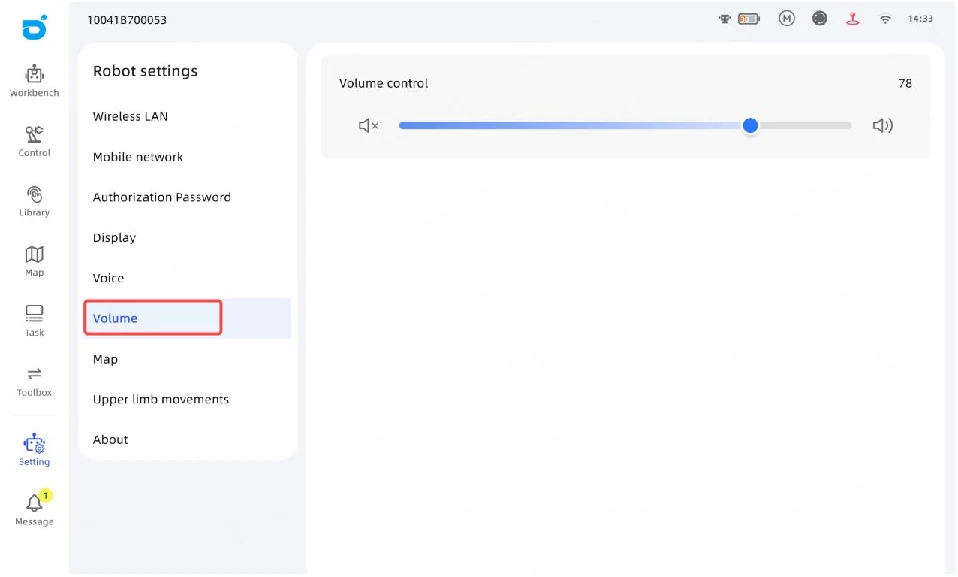 10041B700053
M
14:33
Workbench
Control
Library
Map
Task
Toolbox
Setting
1
Message
Robot settings
Wireless LAN
Mobile network
Authorization Password
Display
Voice
Volume
Map
Upper limb movements
About
Volume control
78